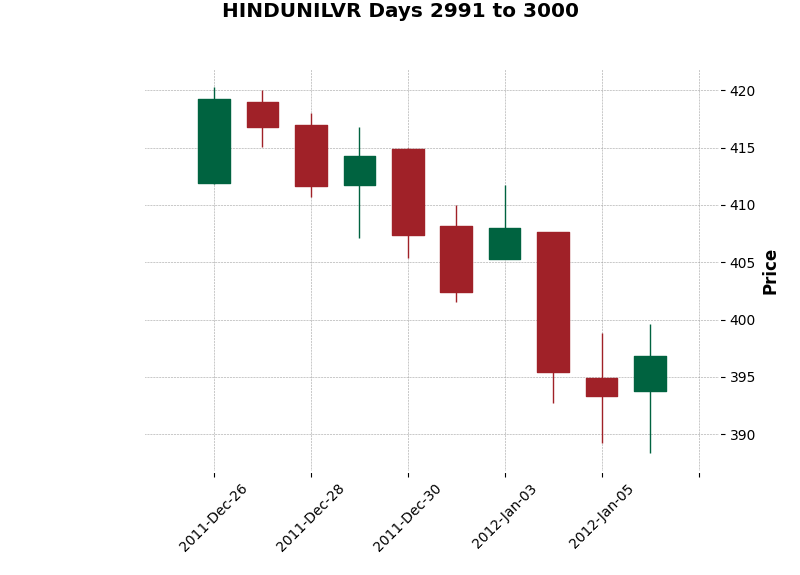 HINDUNILVR Days 2991 to 3000
420
415
410
405
400
395
390
Price
2011-Dec-26
2011-Dec-28
2011-Dec-30
2012-Jan-03
2012-Jan-05